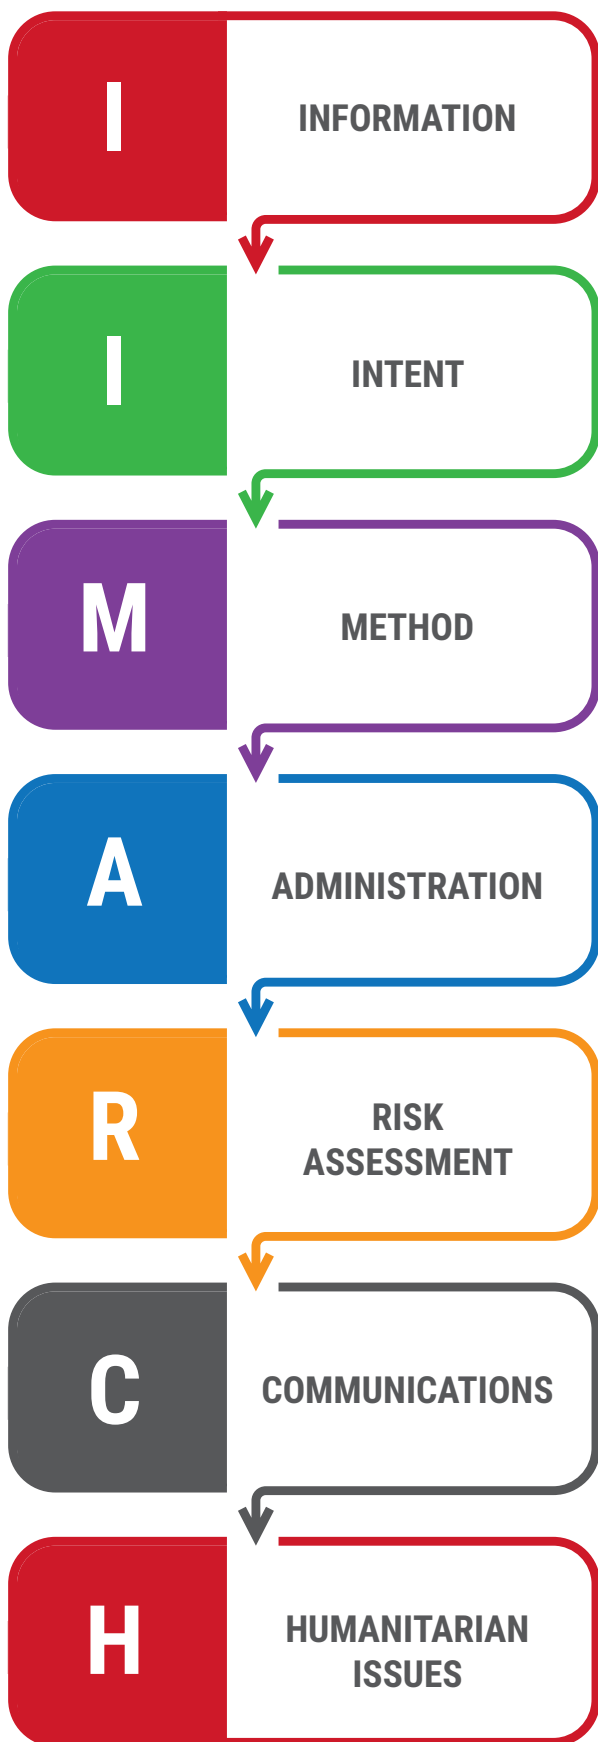 I
INFORMATION
I
INTENT
M
METHOD
A
ADMINISTRATION
R
RISK
ASSESSMENT
C
COMMUNICATIONS
H
HUMANITARIAN
ISSUES